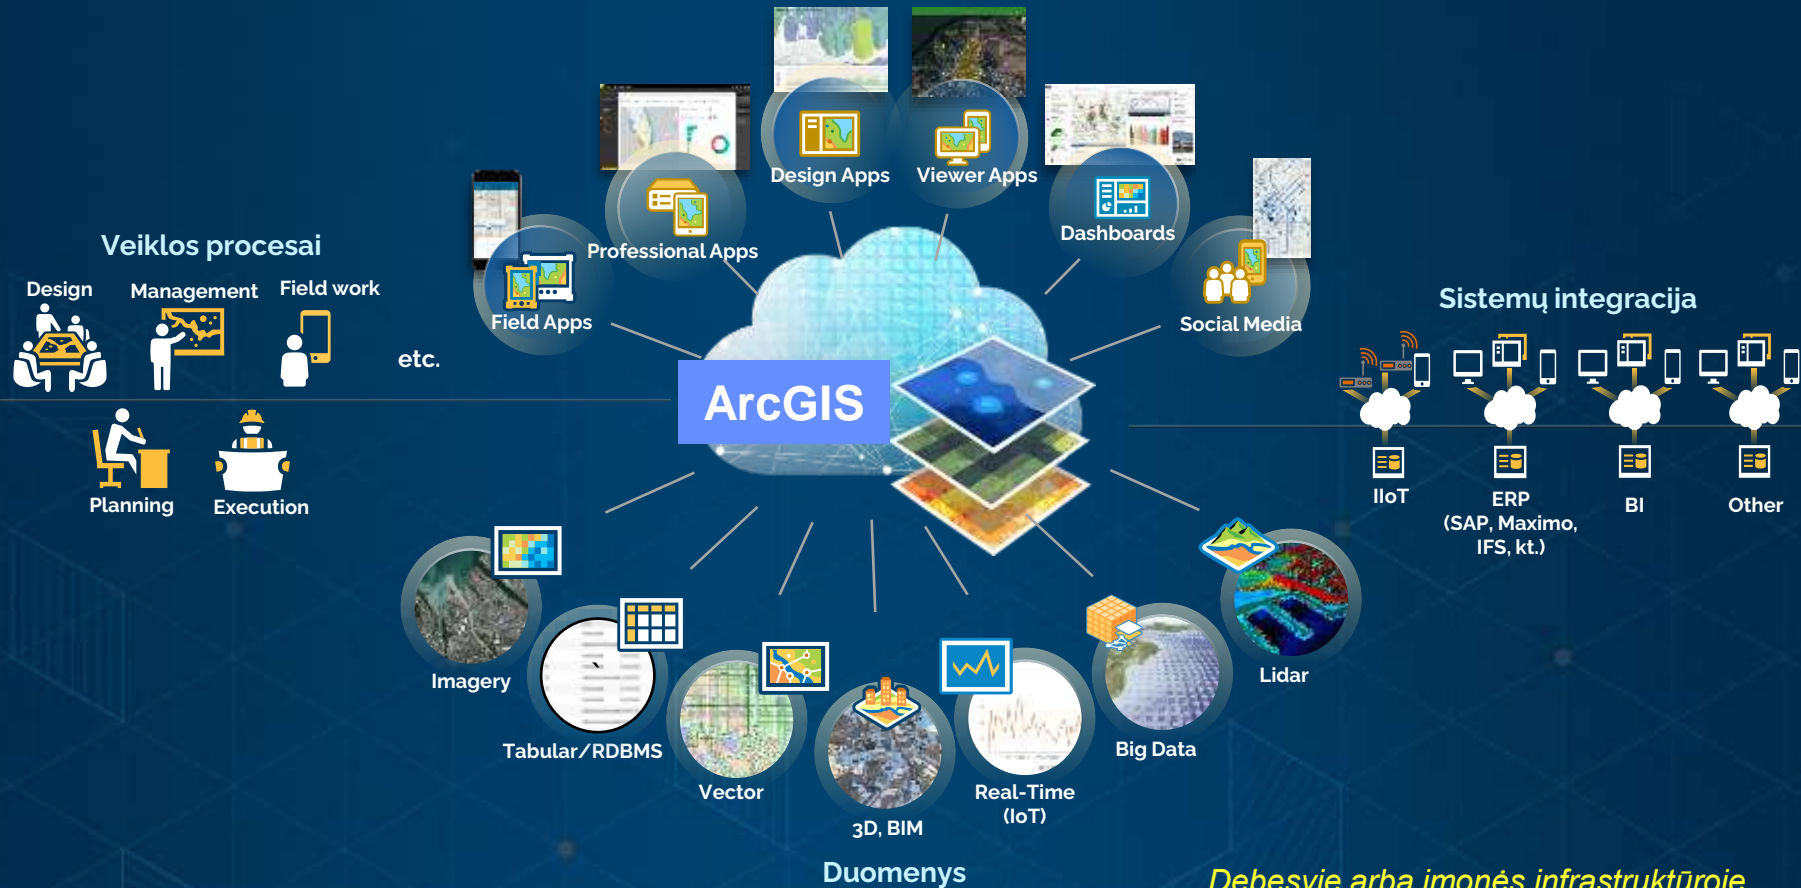 Design Apps
Viewer Apps
Professional Apps
Dashboards
Field Apps
Social Media
Veiklos procesai
Design
Management
Field work
etc.
Planning
Execution
ArcGIS
Sistemų integracija
IIoT
ERP
(SAP, Maximo,
IFS, kt.)
BI
Other
Imagery
Tabular/RDBMS
Vector
3D, BIM
Real-Time
(IoT)
Big Data
Lidar
Duomenys
Debesyje arba įmonės infrastruktūroje